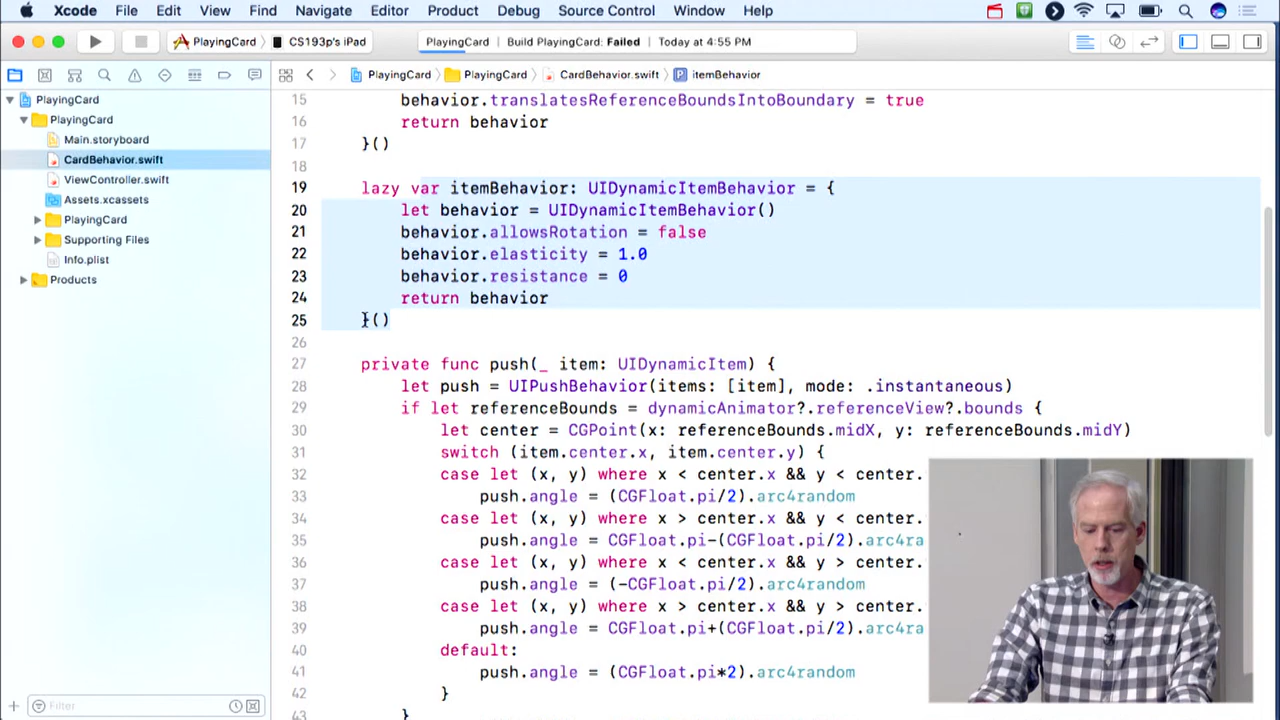 Xcode File Edit View Find Navigate Editor Product Debug Source Control Window Help
PlayingCard CS193p's iPad PlayingCard Build PlayingCard: Failed Today at 4:55 PM
PlayingCard PlayingCard CardBehavior.swift P itemBehavior
PlayingCard
PlayingCard
Main.storyboard
CardBehavior.swift
ViewController.swift
Assets.xcassets
PlayingCard
Supporting Files
Info.plist
Products
Filter
15 behavior.translatesReferenceBoundsIntoBoundary = true
16 return behavior
17 }()
18
19 lazy var itemBehavior: UIDynamicItemBehavior = {
20 let behavior = UIDynamicItemBehavior()
21 behavior.allowsRotation = false
22 behavior.elasticity = 1.0
23 behavior.resistance = 0
24 return behavior
25 }()
26
27 private func push(_ item: UIDynamicItem) {
28 let push = UIPushBehavior(items: [item], mode: .instantaneous)
29 if let referenceBounds = dynamicAnimator?.referenceView?.bounds {
30 let center = CGPoint(x: referenceBounds.midX, y: referenceBounds.midY)
31 switch (item.center.x, item.center.y) {
32 case let (x, y) where x < center.x && y < center.
33 push.angle = (CGFloat.pi/2).arc4random
34 case let (x, y) where x > center.x && y < center.
35 push.angle = CGFloat.pi-(CGFloat.pi/2).arc4ra
36 case let (x, y) where x < center.x && y > center.
37 push.angle = (-CGFloat.pi/2).arc4random
38 case let (x, y) where x > center.x && y > center.
39 push.angle = CGFloat.pi+(CGFloat.pi/2).arc4ra
40 default:
41 push.angle = (CGFloat.pi*2).arc4random
42 }
43 }